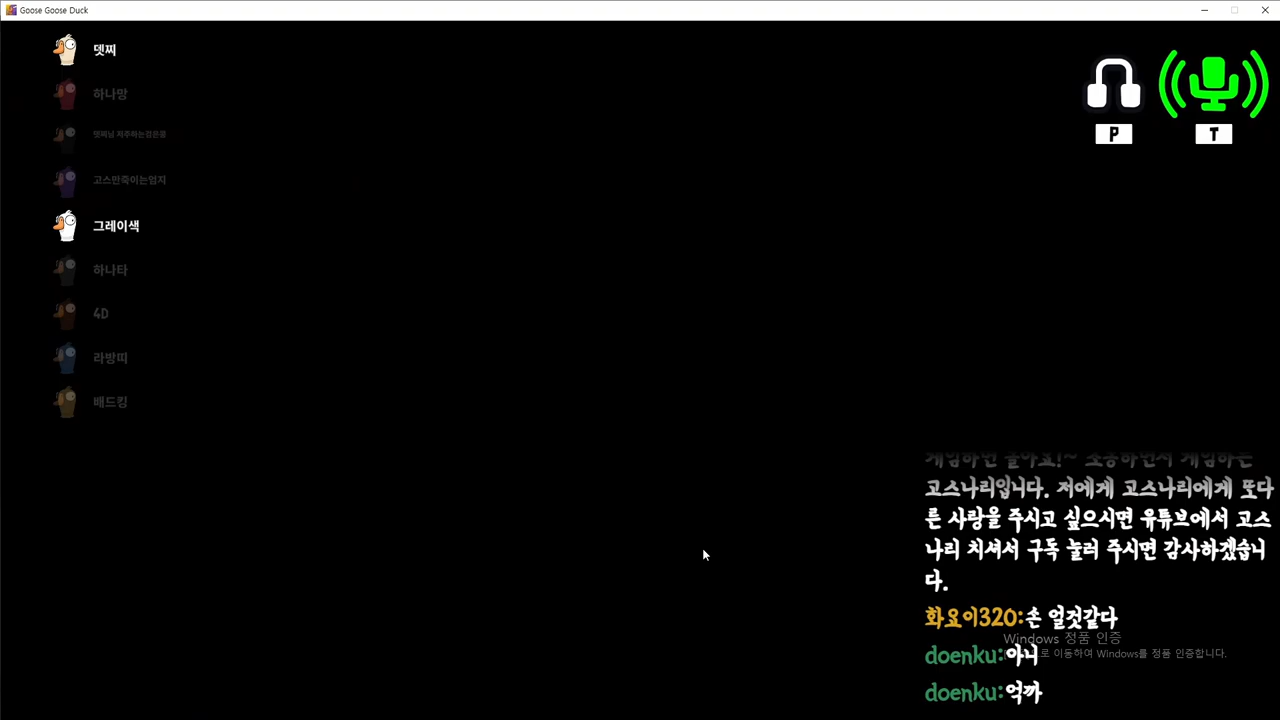 Goose Goose Duck
뎃찌
하나망
고스만죽이는엄지
그레이색
하나타
4D
라방띠
배드킹
P
T
고스나리입니다. 저에게 고스나리에게 또다
른 사랑을 주시고 싶으시면 유튜브에서 고스
나리 치셔서 구독 눌러 주시면 감사하겠습니
다.
화요이320:손 얼것같다
Windows 정품 인증
doenku:아니
로 이동하여 Windows를 정품 인증합니다.
doenku:억까